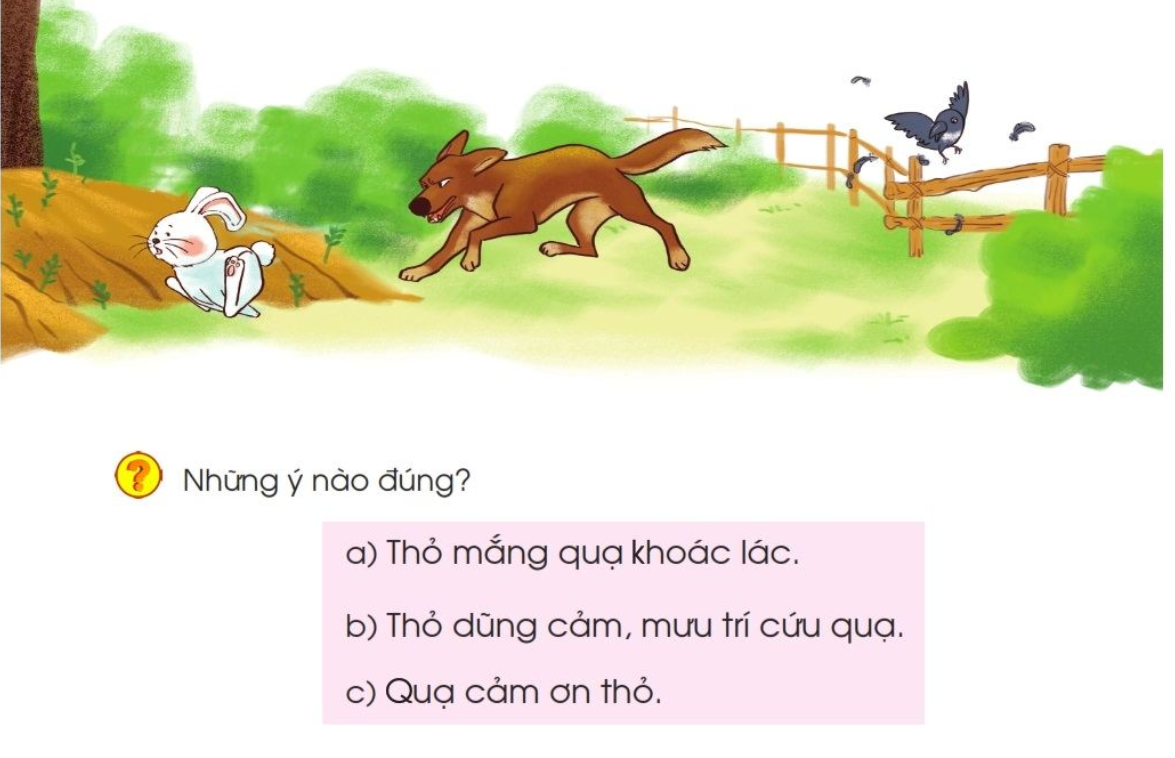 ?
Những ý nào đúng?
a) Thỏ mắng quạ khoác lác.
b) Thỏ dũng cảm, mưu trí cứu quạ.
c) Quạ cảm ơn thỏ.